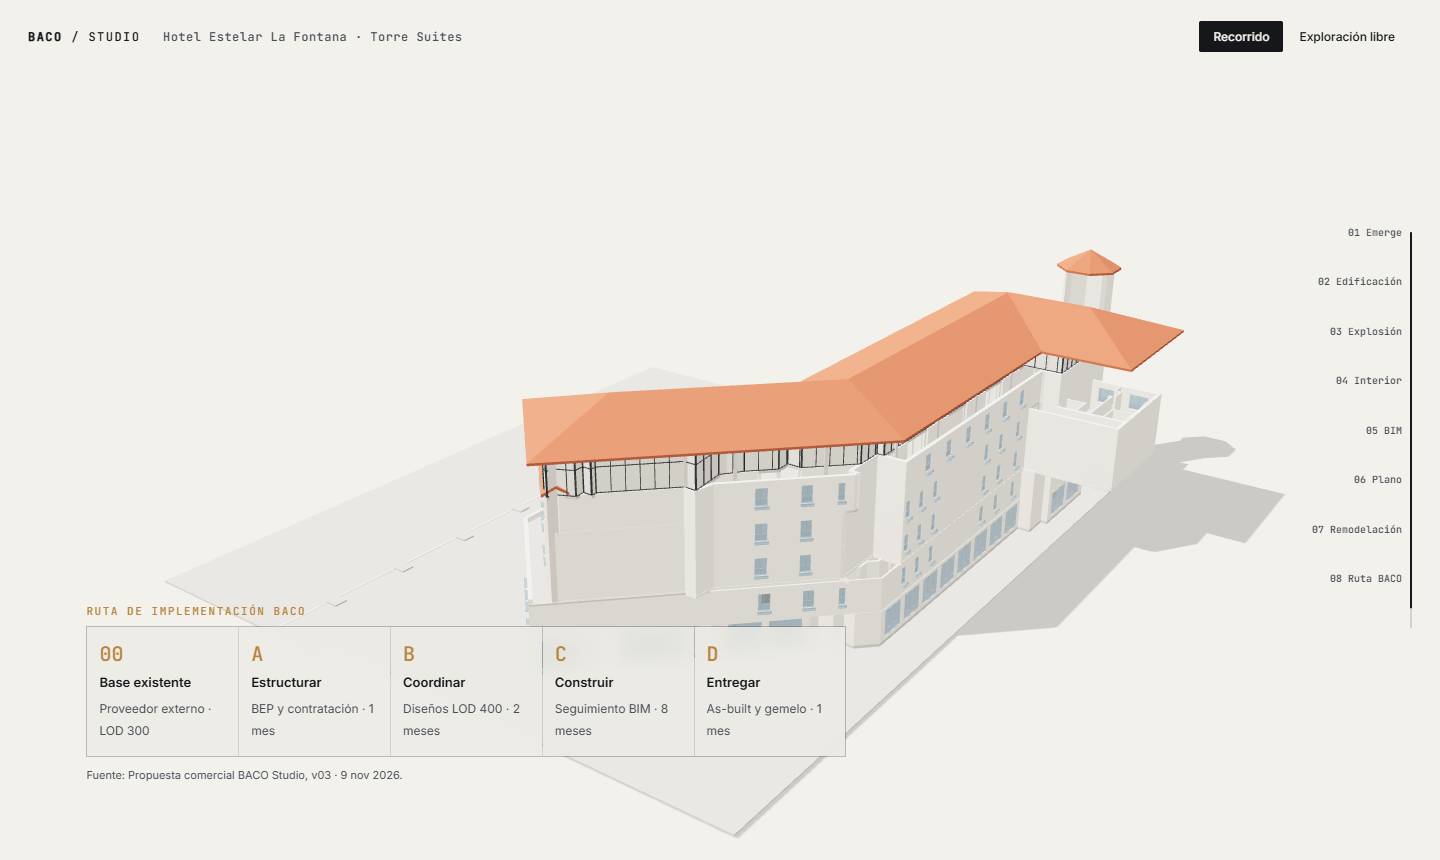 BACO / STUDIO Hotel Estelar La Fontana · Torre Suites
Recorrido Exploración libre
01 Emerge
02 Edificación
03 Explosión
04 Interior
05 BIM
06 Plano
07 Remodelación
08 Ruta BACO
RUTA DE IMPLEMENTACIÓN BACO
00
Base existente
Proveedor externo ·
LOD 300
A
Estructurar
BEP y contratación · 1
mes
B
Coordinar
Diseños LOD 400 · 2
meses
C
Construir
Seguimiento BIM · 8
meses
D
Entregar
As-built y gemelo · 1
mes
Fuente: Propuesta comercial BACO Studio, v03 · 9 nov 2026.